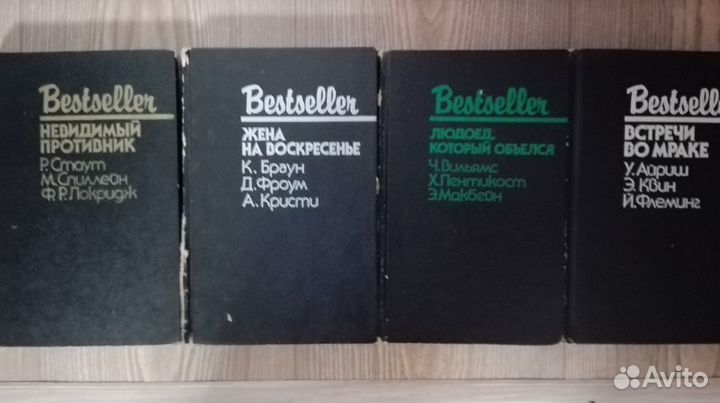 Bestseller
НЕВИДИМЫЙ
ПРОТИВНИК
Р. Стаут
М. Спиллейн
Ф. Р. Локридж
Bestseller
ЖЕНА
НА ВОСКРЕСЕНЬЕ
К. Браун
Д. Фроум
А. Кристи
Bestseller
ЛЮДОЕД,
КОТОРЫЙ ОБЪЕЛСЯ
Ч. Вильямс
Х. Пентикост
Э. Макбейн
Bestsell
ВСТРЕЧИ
ВО МРАКЕ
У. Айриш
Э. Квин
Й. Флеминг
Avito